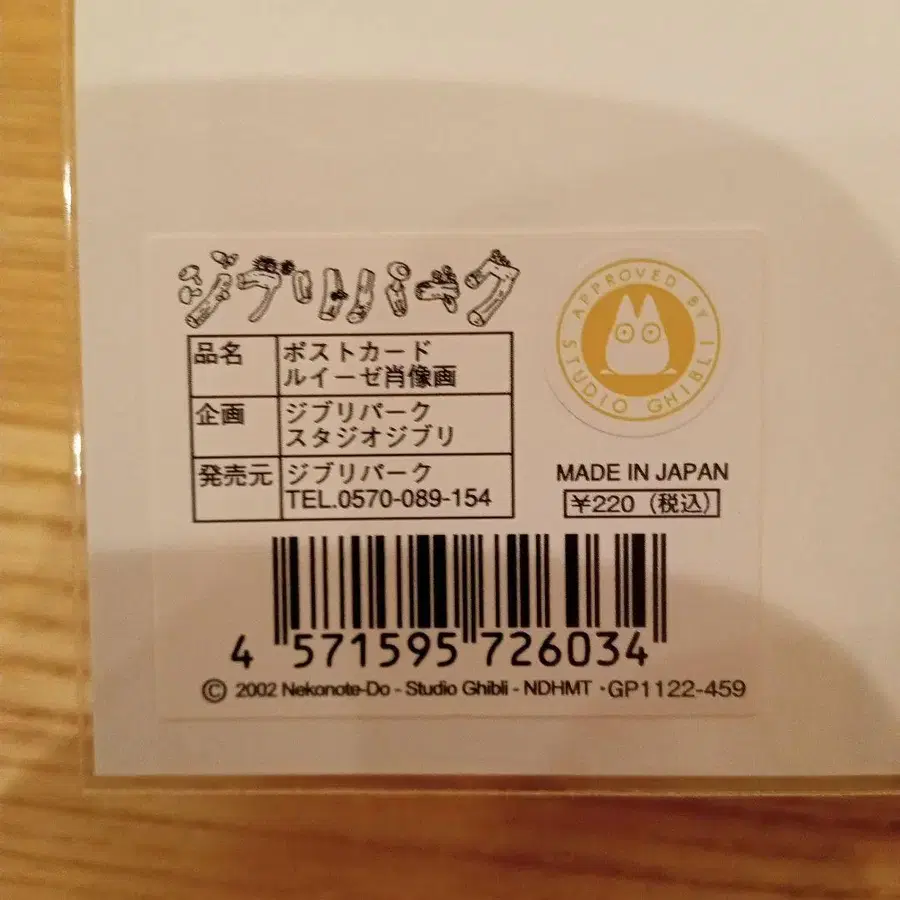 ジブリパーク
品名 ポストカード
ルイーゼ肖像画
企画 ジブリパーク
スタジオジブリ
発売元 ジブリパーク
TEL.0570-089-154
APPROVED BY
STUDIO GHIBLI
MADE IN JAPAN
¥220（税込）
4 571595 726034
© 2002 Nekonote-Do - Studio Ghibli - NDHMT ･GP1122-459